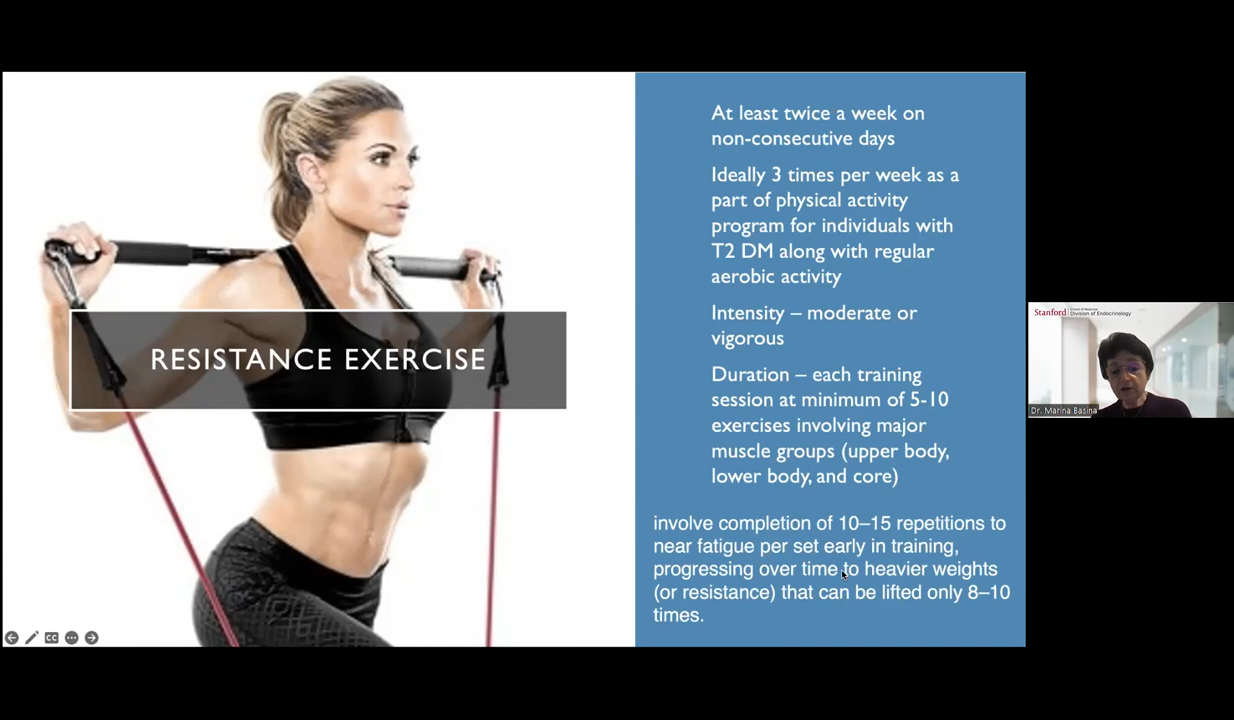 RESISTANCE EXERCISE
At least twice a week on
non-consecutive days
Ideally 3 times per week as a
part of physical activity
program for individuals with
T2 DM along with regular
aerobic activity
Intensity – moderate or
vigorous
Duration – each training
session at minimum of 5-10
exercises involving major
muscle groups (upper body,
lower body, and core)
involve completion of 10–15 repetitions to
near fatigue per set early in training,
progressing over time to heavier weights
(or resistance) that can be lifted only 8–10
times.
CC
Stanford
School of Medicine
Division of Endocrinology
Dr. Marina Basina